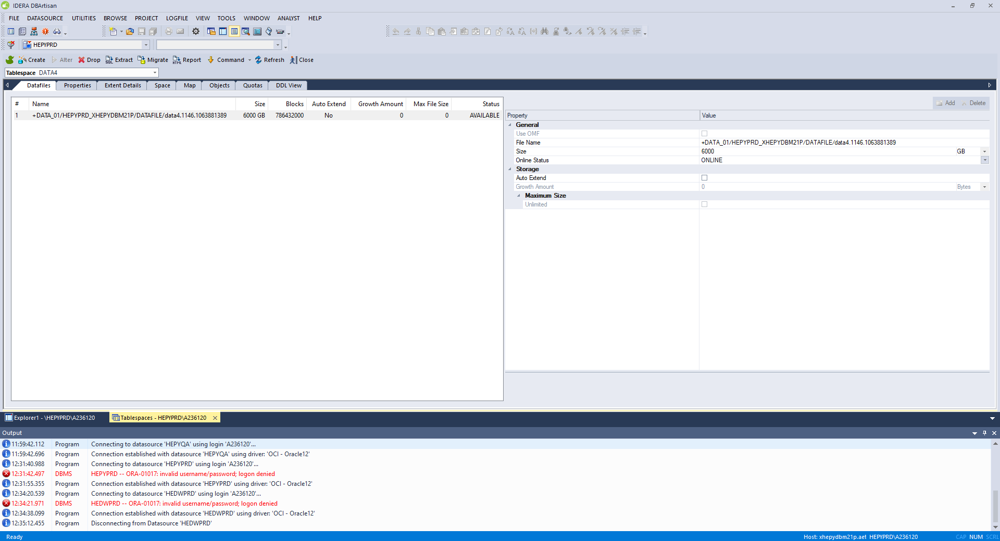 IDERA DBArtisan
FILE DATASOURCE UTILITIES BROWSE PROJECT LOGFILE VIEW TOOLS WINDOW ANALYST HELP
HEPYPRD
Create Alter Drop Extract Migrate Report Command Refresh Close
Tablespace DATA4
Datafiles Properties Extent Details Space Map Objects Quotas DDL View
# Name Size Blocks Auto Extend Growth Amount Max File Size Status
1 +DATA_01/HEPYPRD_XHEPYDBM21P/DATAFILE/data4.1146.1063881389 6000 GB 786432000 No 0 0 AVAILABLE
Add Delete
Property Value
General
Use OMF
File Name +DATA_01/HEPYPRD_XHEPYDBM21P/DATAFILE/data4.1146.1063881389
Size 6000 GB
Online Status ONLINE
Storage
Auto Extend
Growth Amount 0 Bytes
Maximum Size
Unlimited
Explorer1 - \HEPYPRD\A236120 Tablespaces - HEPYPRD\A236120
Output
11:59:42.112 Program Connecting to datasource 'HEPYQA' using login 'A236120'...
11:59:42.696 Program Connection established with datasource 'HEPYQA' using driver: 'OCI - Oracle12'
12:31:40.988 Program Connecting to datasource 'HEPYPRD' using login 'A236120'...
12:31:42.497 DBMS HEPYPRD -- ORA-01017: invalid username/password; logon denied
12:31:55.355 Program Connection established with datasource 'HEPYPRD' using driver: 'OCI - Oracle12'
12:34:20.539 Program Connecting to datasource 'HEDWPRD' using login 'A236120'...
12:34:21.971 DBMS HEDWPRD -- ORA-01017: invalid username/password; logon denied
12:34:38.099 Program Connection established with datasource 'HEDWPRD' using driver: 'OCI - Oracle12'
12:35:12.455 Program Disconnecting from Datasource 'HEDWPRD'
Ready Host: xhepydbm21p.aet HEPYPRD\A236120 CAP NUM SCRL